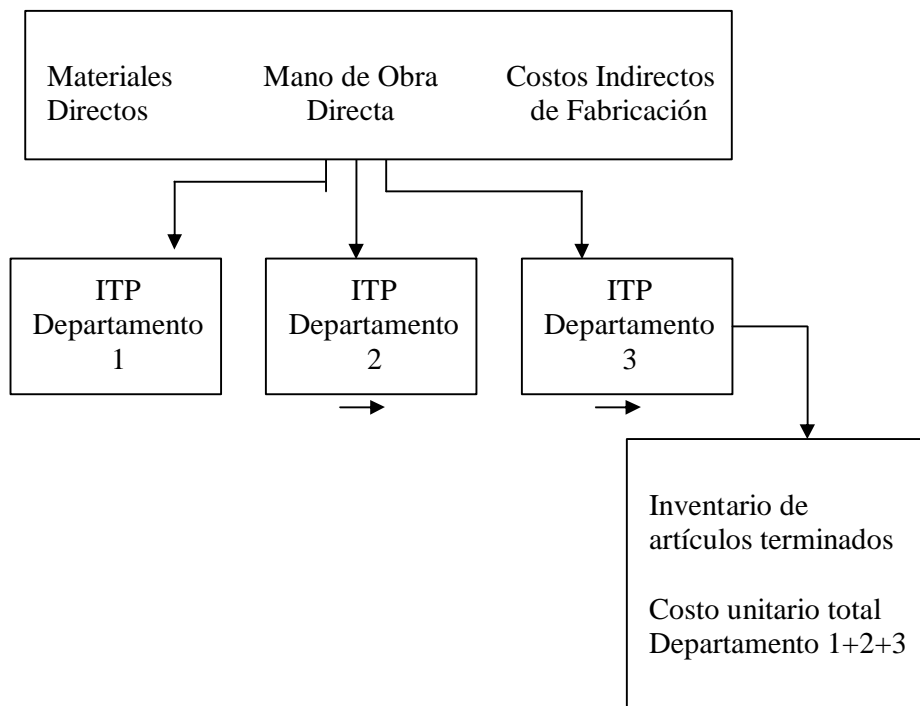 Materiales
Directos
Mano de Obra
Directa
Costos Indirectos
de Fabricación
ITP
Departamento
1
ITP
Departamento
2
ITP
Departamento
3
Inventario de
artículos terminados
Costo unitario total
Departamento 1+2+3